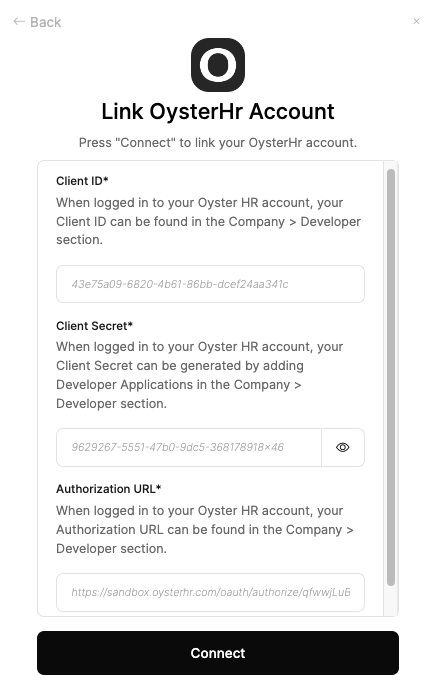 ← Back ×
Link OysterHr Account
Press "Connect" to link your OysterHr account.
Client ID*
When logged in to your Oyster HR account, your
Client ID can be found in the Company > Developer
section.
43e75a09-6820-4b61-86bb-dcef24aa341c
Client Secret*
When logged in to your Oyster HR account, your
Client Secret can be generated by adding
Developer Applications in the Company >
Developer section.
9629267-5551-47b0-9dc5-368178918x46
Authorization URL*
When logged in to your Oyster HR account, your
Authorization URL can be found in the Company >
Developer section.
https://sandbox.oysterhr.com/oauth/authorize/qfwwjLuE
Connect